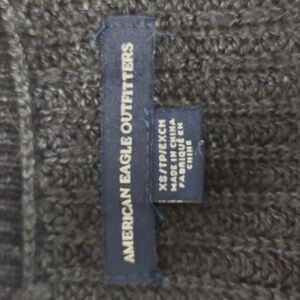 AMERICAN EAGLE OUTFITTERS
XS/TP/EXCH
MADE IN CHINA
FABRIQUÉ EN
CHINE